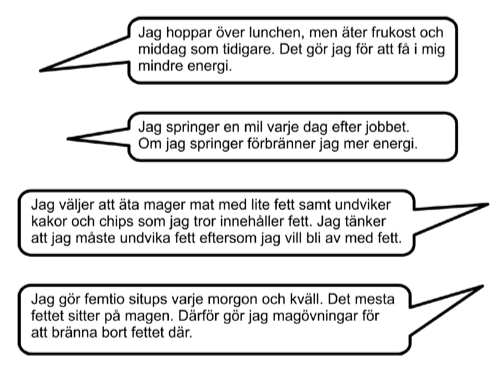 Jag hoppar över lunchen, men äter frukost och
middag som tidigare. Det gör jag för att få i mig
mindre energi.
Jag springer en mil varje dag efter jobbet.
Om jag springer förbränner jag mer energi.
Jag väljer att äta mager mat med lite fett samt undviker
kakor och chips som jag tror innehåller fett. Jag tänker
att jag måste undvika fett eftersom jag vill bli av med fett.
Jag gör femtio situps varje morgon och kväll. Det mesta
fettet sitter på magen. Därför gör jag magövningar för
att bränna bort fettet där.